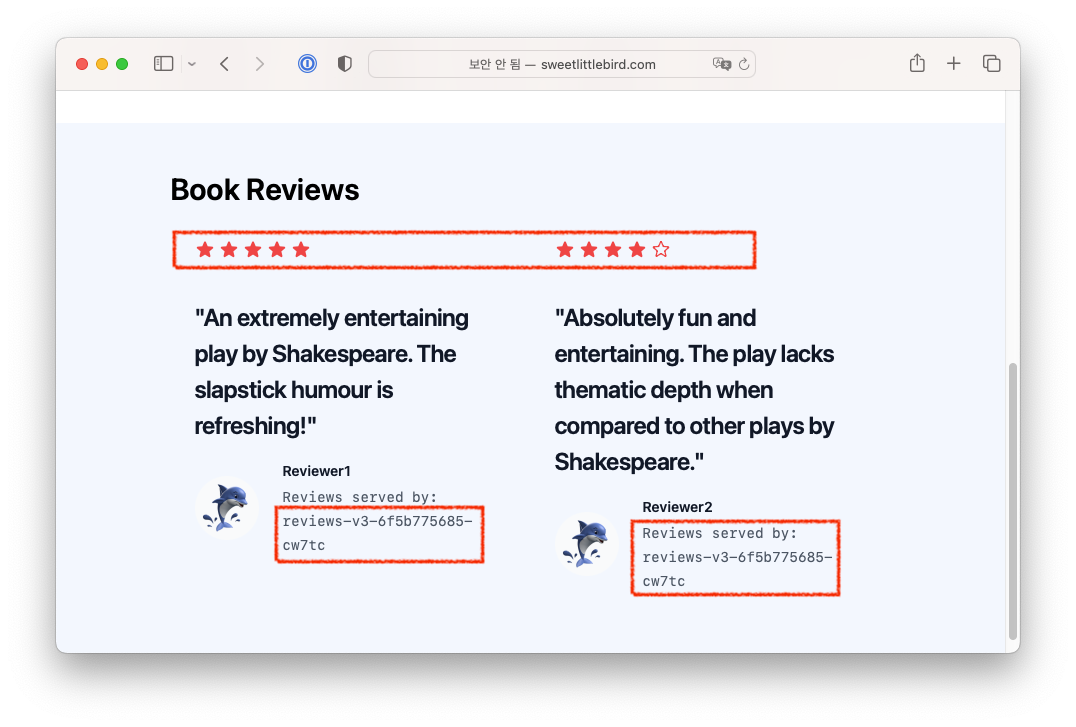 보안 안 됨 — sweetlittlebird.com
Book Reviews
"An extremely entertaining
play by Shakespeare. The
slapstick humour is
refreshing!"
Reviewer1
Reviews served by:
reviews-v3-6f5b775685-
cw7tc
"Absolutely fun and
entertaining. The play lacks
thematic depth when
compared to other plays by
Shakespeare."
Reviewer2
Reviews served by:
reviews-v3-6f5b775685-
cw7tc